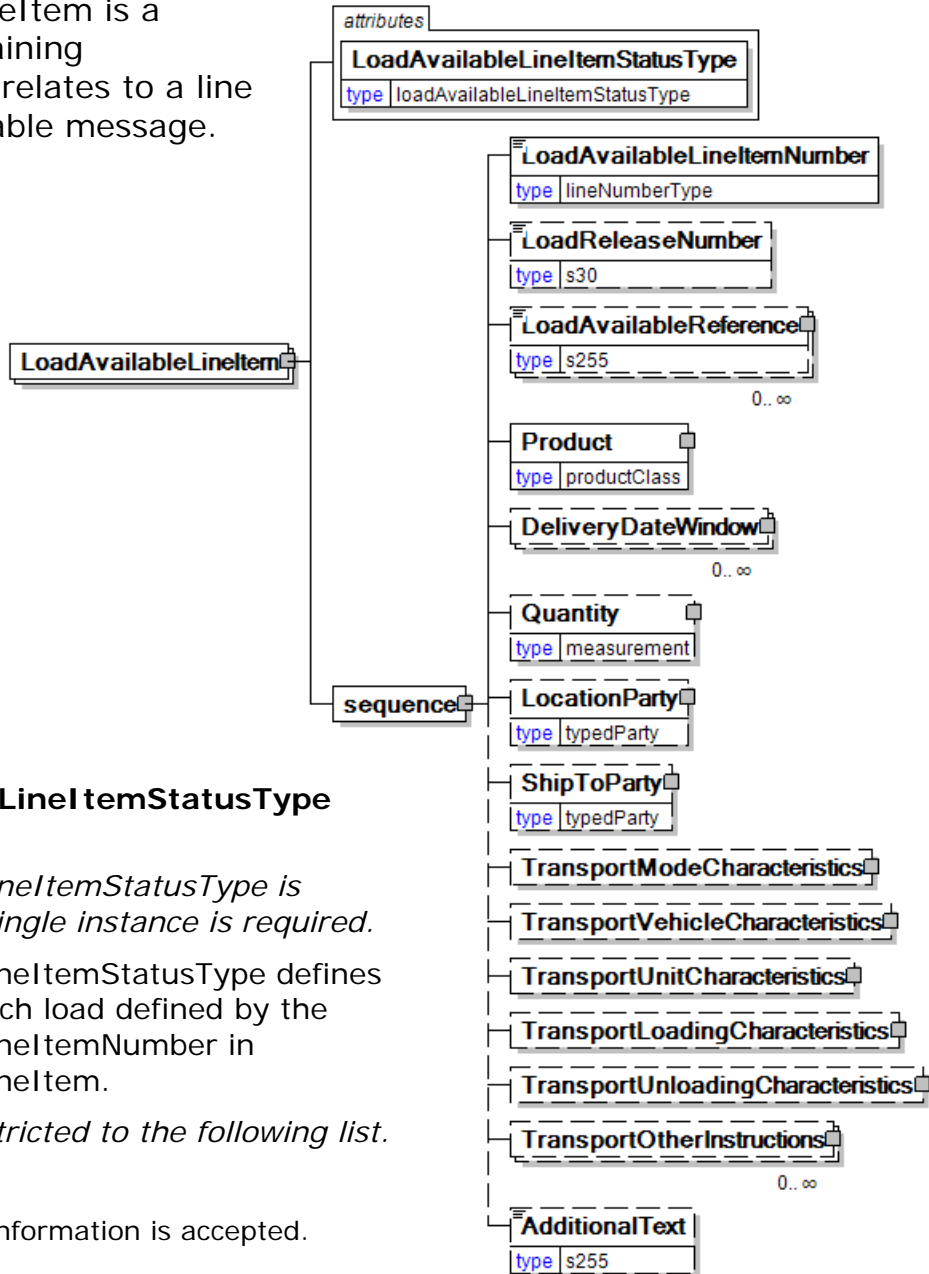 eItem is a
aining
relates to a line
able message.
attributes
LoadAvailableLineItemStatusType
type loadAvailableLineItemStatusType
LoadAvailableLineItemNumber
type lineNumberType
LoadReleaseNumber
type s30
LoadAvailableReference
type s255
0.. ∞
LoadAvailableLineItem
Product
type productClass
DeliveryDateWindow
0.. ∞
Quantity
type measurement
sequence
LocationParty
type typedParty
ShipToParty
type typedParty
LineItemStatusType
neItemStatusType is
ingle instance is required.
neItemStatusType defines
ch load defined by the
neItemNumber in
neItem.
tricted to the following list.
nformation is accepted.
TransportModeCharacteristics
TransportVehicleCharacteristics
TransportUnitCharacteristics
TransportLoadingCharacteristics
TransportUnloadingCharacteristics
TransportOtherInstructions
0.. ∞
AdditionalText
type s255